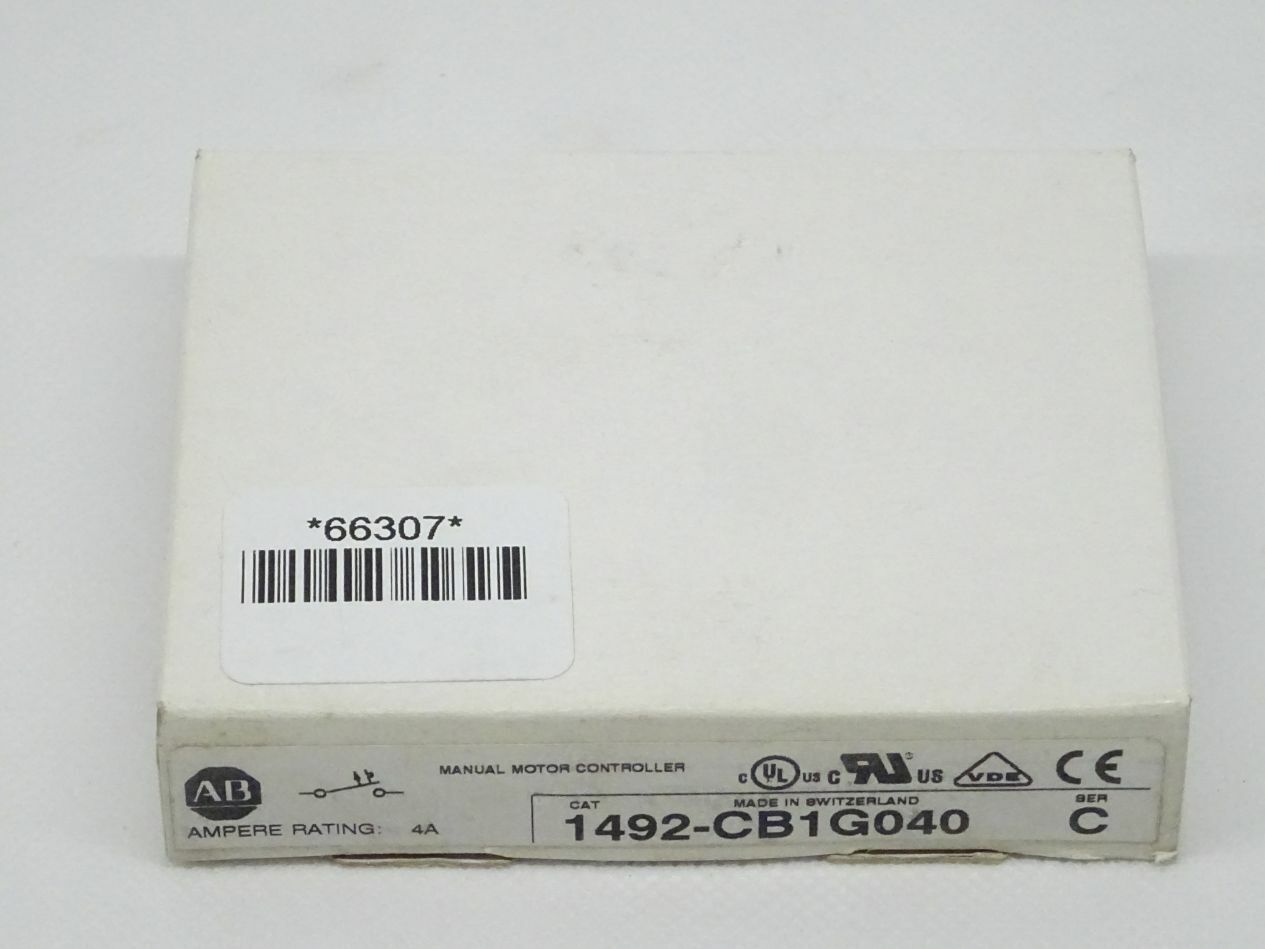 *66307*
AB
MANUAL MOTOR CONTROLLER
c UL us
C RU ® US
VDE
CE
AMPERE RATING: 4A
CAT
MADE IN SWITZERLAND
SER
1492-CB1G040
C